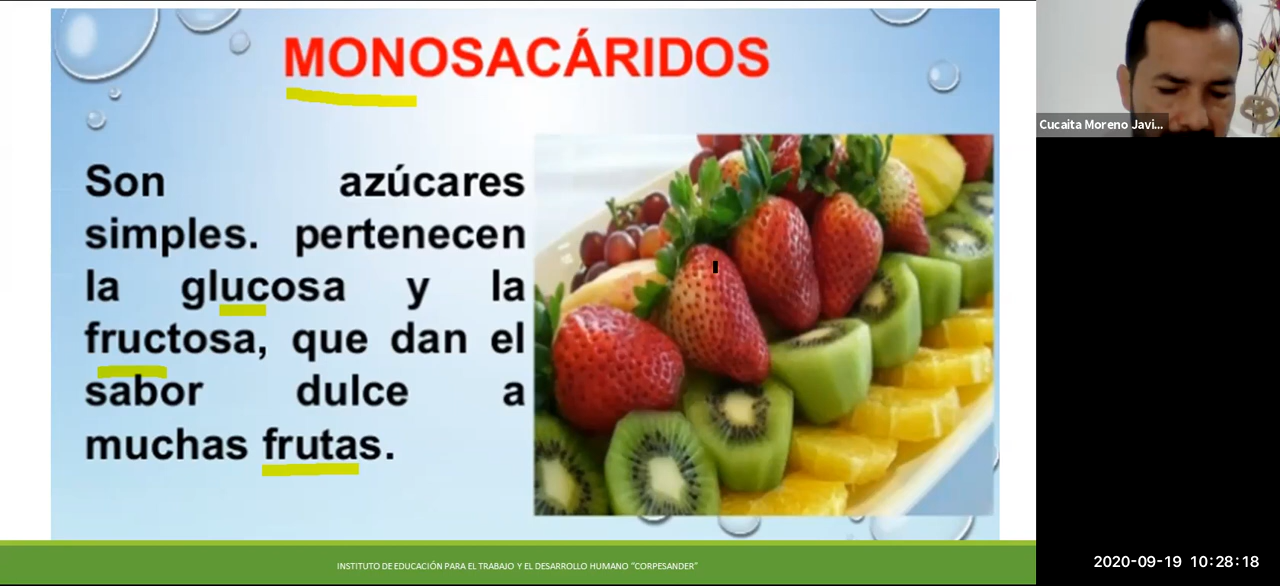 MONOSACÁRIDOS
Son azúcares
simples. pertenecen
la glucosa y la
fructosa, que dan el
sabor dulce a
muchas frutas.
INSTITUTO DE EDUCACIÓN PARA EL TRABAJO Y EL DESARROLLO HUMANO “CORPESANDER”
Cucaita Moreno Javi...
2020-09-19 10:28:18